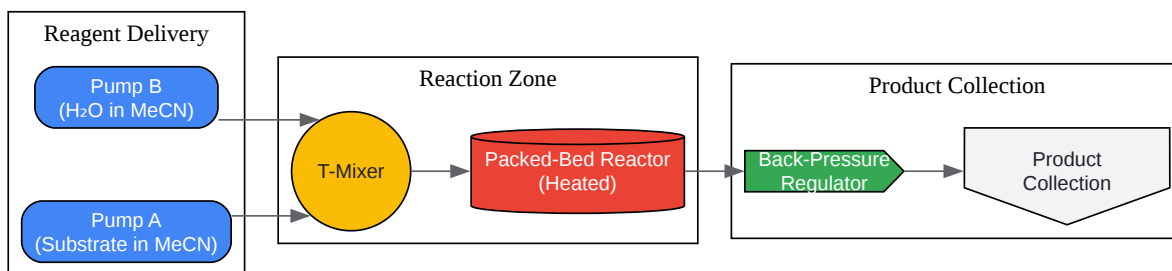 Reagent Delivery
Pump B
(H₂O in MeCN)
Pump A
(Substrate in MeCN)
Reaction Zone
T-Mixer
Packed-Bed Reactor
(Heated)
Product Collection
Back-Pressure
Regulator
Product
Collection